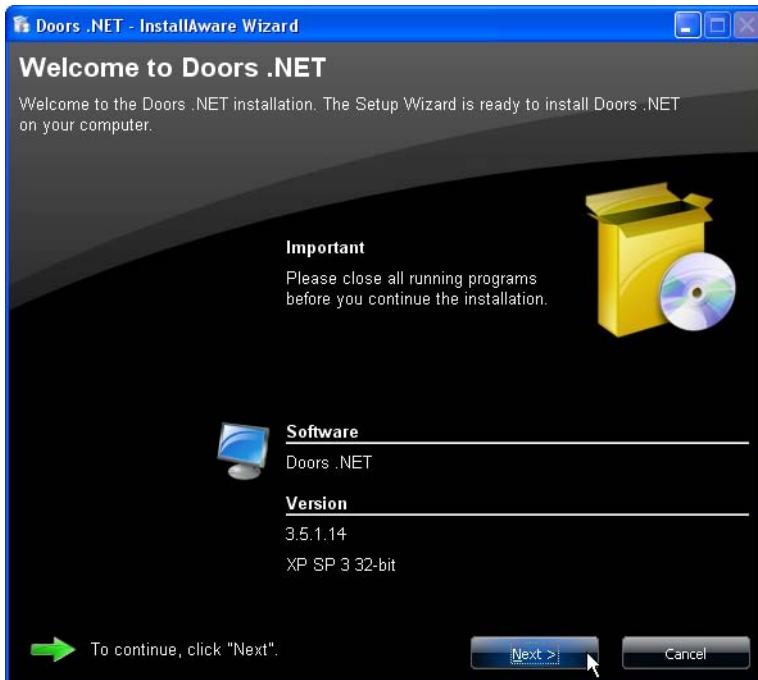 Doors .NET - InstallAware Wizard
Welcome to Doors .NET
Welcome to the Doors .NET installation. The Setup Wizard is ready to install Doors .NET
on your computer.
Important
Please close all running programs
before you continue the installation.
Software
Doors .NET
Version
3.5.1.14
XP SP 3 32-bit
To continue, click "Next".
Next >
Cancel